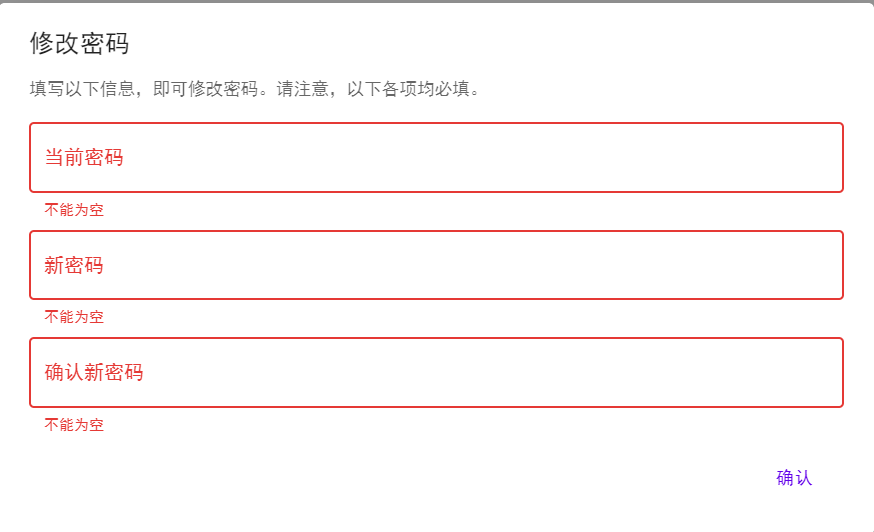 修改密码
填写以下信息，即可修改密码。请注意，以下各项均必填。
当前密码
不能为空
新密码
不能为空
确认新密码
不能为空
确认